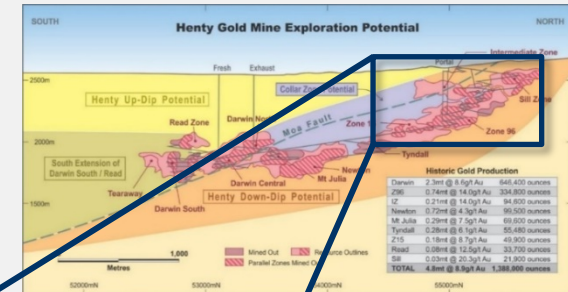 SOUTH
Henty Gold Mine Exploration Potential
NORTH
Intermediate Zone
Portal
Fresh
Exhaust
2500m
Collar Zone Potential
Henty Up-Dip Potential
Sill Zone
Read Zone
Darwin
Moa Fault
Zone
Zone 96
2000m
South Extension of
Darwin South / Read
Tyndall
Newton
Mt Julia
Darwin Central
Tearaway
Henty Down-Dip Potential
Darwin South
1500m
Historic Gold Production
Darwin 2.3mt @ 8.6g/t Au 646,400 ounces
Z96 0.74mt @ 14.0g/t Au 334,800 ounces
IZ 0.21mt @ 14.0g/t Au 94,600 ounces
Newton 0.72mt @ 4.3g/t Au 99,500 ounces
Mt Julia 0.29mt @ 7.5g/t Au 69,600 ounces
Tyndall 0.28mt @ 6.1g/t Au 55,480 ounces
Z15 0.18mt @ 8.7g/t Au 49,900 ounces
Read 0.08mt @ 12.5g/t Au 33,700 ounces
Sill 0.03mt @ 20.3g/t Au 21,900 ounces
TOTAL 4.8mt @ 8.9g/t Au 1,388,000 ounces
1,000
Metres
Mined Out
Resource Outlines
Parallel Zones Mined
52000mN
53000mN
54000mN
55000mN